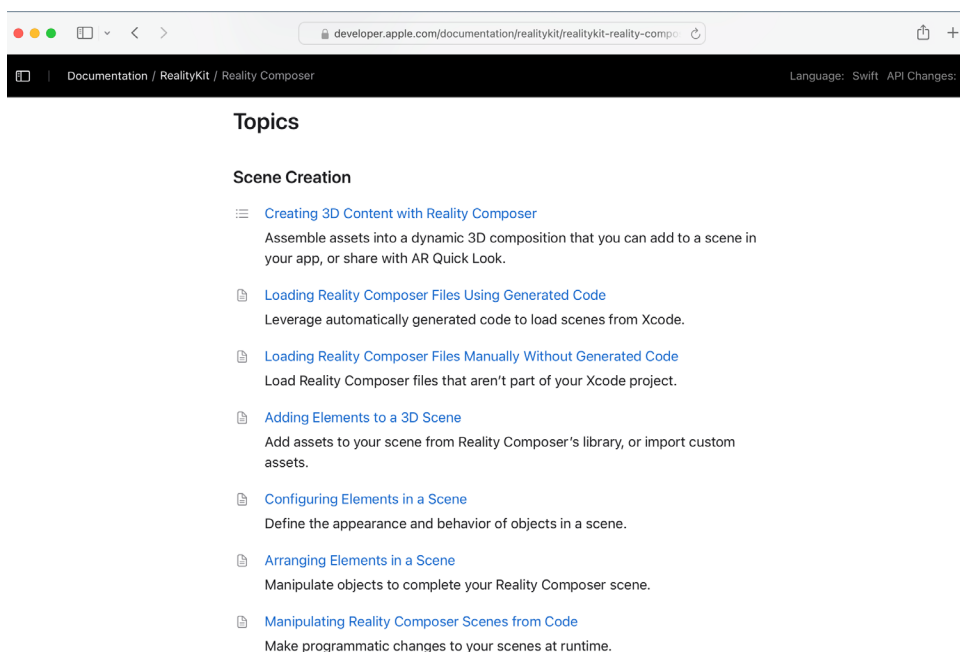 developer.apple.com/documentation/realitykit/realitykit-reality-compo
Documentation / RealityKit / Reality Composer
Language: Swift API Changes:
Topics
Scene Creation
Creating 3D Content with Reality Composer
Assemble assets into a dynamic 3D composition that you can add to a scene in
your app, or share with AR Quick Look.
Loading Reality Composer Files Using Generated Code
Leverage automatically generated code to load scenes from Xcode.
Loading Reality Composer Files Manually Without Generated Code
Load Reality Composer files that aren’t part of your Xcode project.
Adding Elements to a 3D Scene
Add assets to your scene from Reality Composer’s library, or import custom
assets.
Configuring Elements in a Scene
Define the appearance and behavior of objects in a scene.
Arranging Elements in a Scene
Manipulate objects to complete your Reality Composer scene.
Manipulating Reality Composer Scenes from Code
Make programmatic changes to your scenes at runtime.